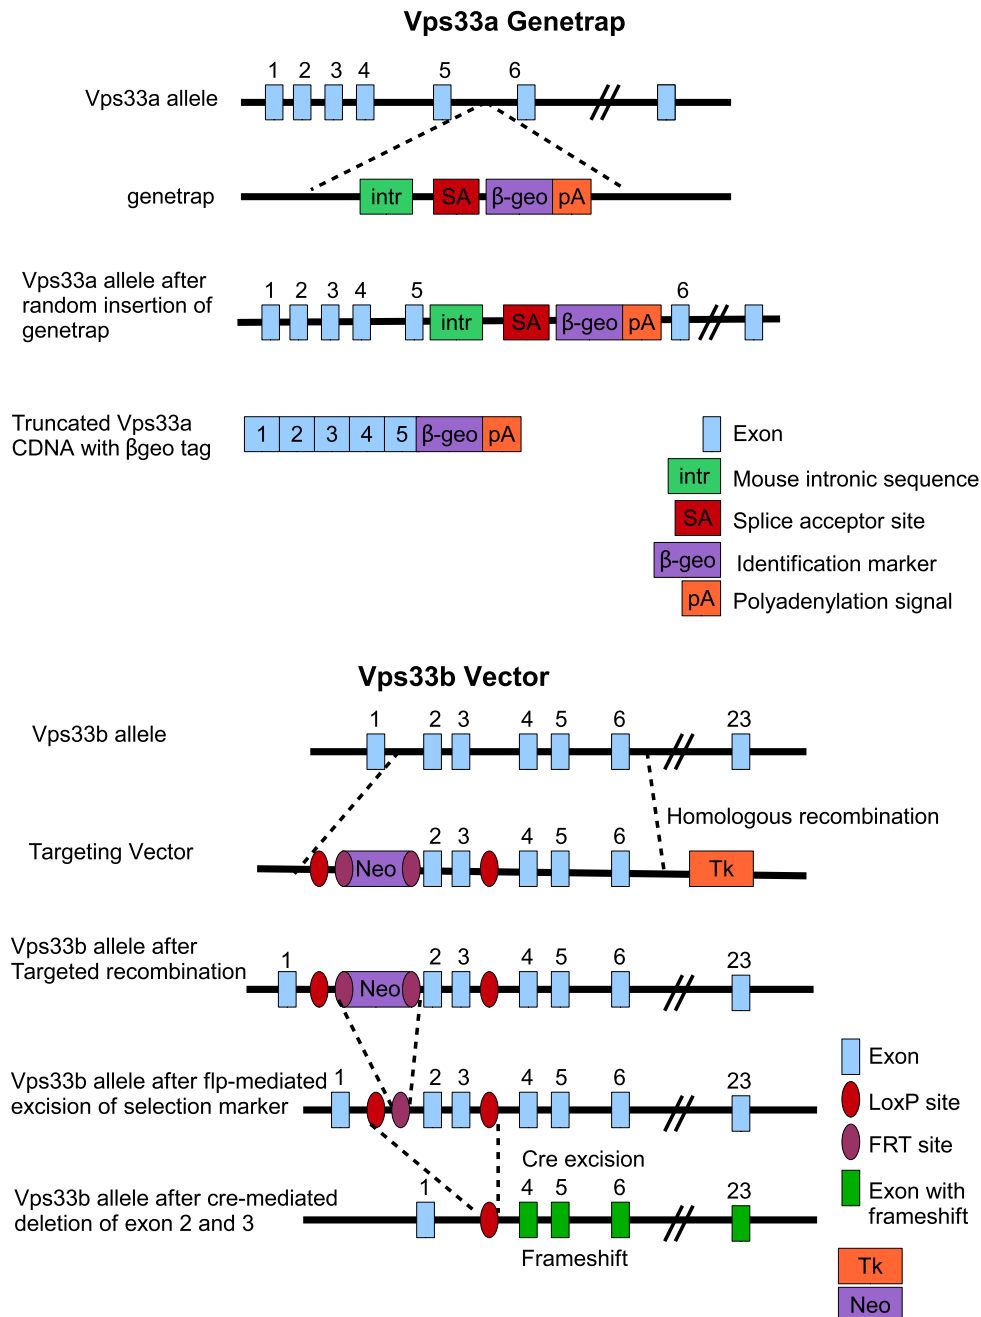 Vps33a Genetrap
1 2 3 4 5 6
Vps33a allele
genetrap
intr SA β-geo pA
Vps33a allele after
random insertion of
genetrap
1 2 3 4 5 6
intr SA β-geo pA
Truncated Vps33a
CDNA with βgeo tag
1 2 3 4 5 β-geo pA
Exon
intr Mouse intronic sequence
SA Splice acceptor site
β-geo Identification marker
pA Polyadenylation signal
Vps33b Vector
1 2 3 4 5 6 23
Vps33b allele
Homologous recombination
Targeting Vector
2 3 4 5 6
Neo Tk
Vps33b allele after
Targeted recombination
1 2 3 4 5 6 23
Neo
Vps33b allele after flp-mediated
excision of selection marker
1 2 3 4 5 6 23
Cre excision
Vps33b allele after cre-mediated
deletion of exon 2 and 3
1 4 5 6 23
Frameshift
Exon
LoxP site
FRT site
Exon with
frameshift
Tk
Neo